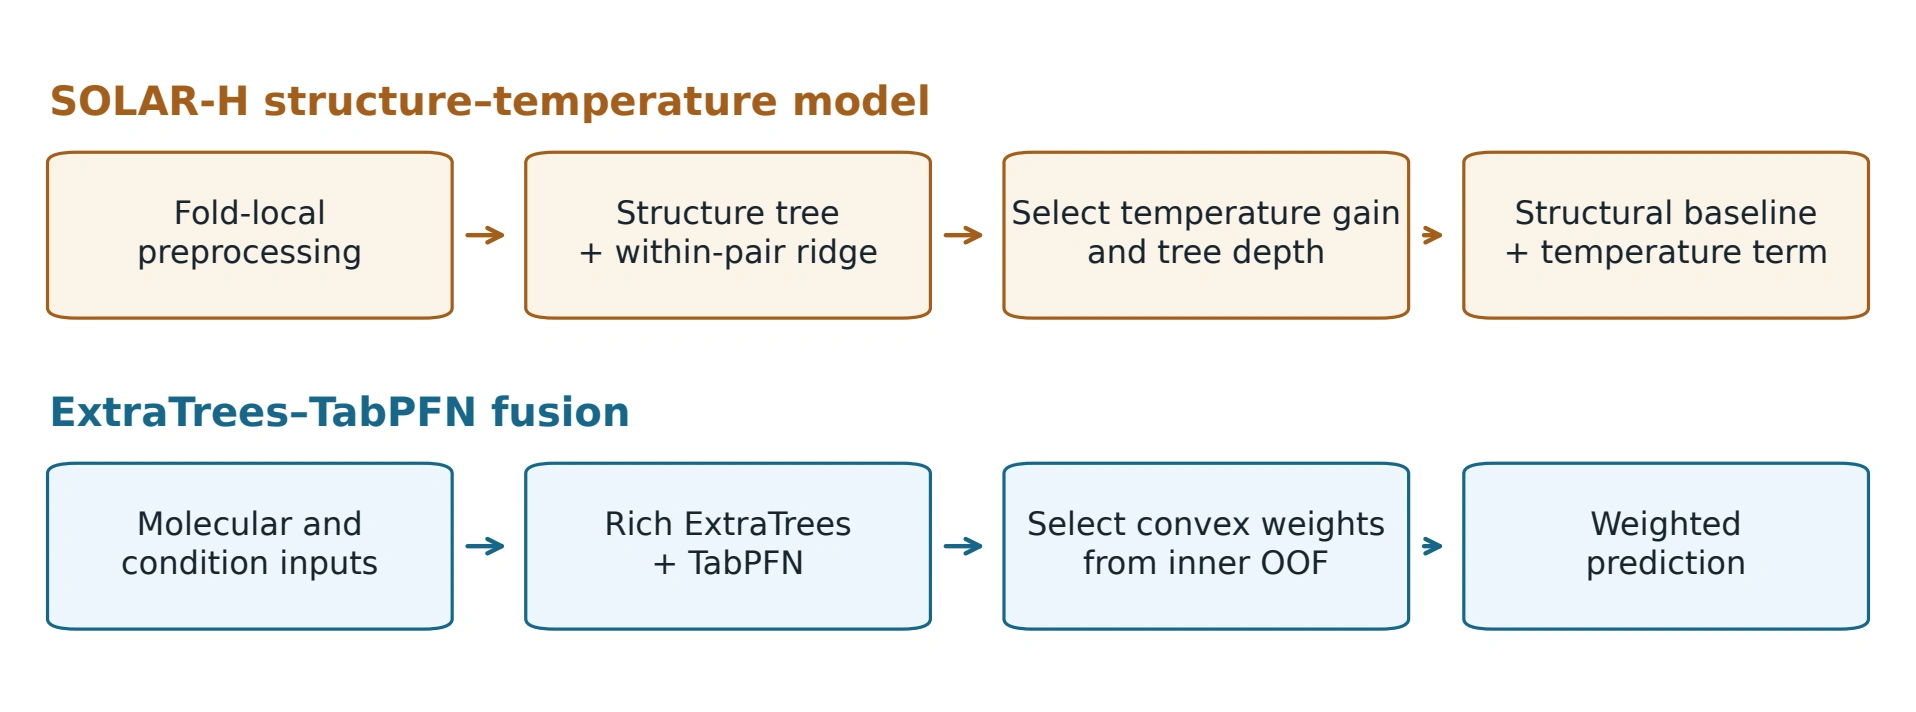 SOLAR-H structure–temperature model
Fold-local
preprocessing
Structure tree
+ within-pair ridge
Select temperature gain
and tree depth
Structural baseline
+ temperature term
ExtraTrees–TabPFN fusion
Molecular and
condition inputs
Rich ExtraTrees
+ TabPFN
Select convex weights
from inner OOF
Weighted
prediction